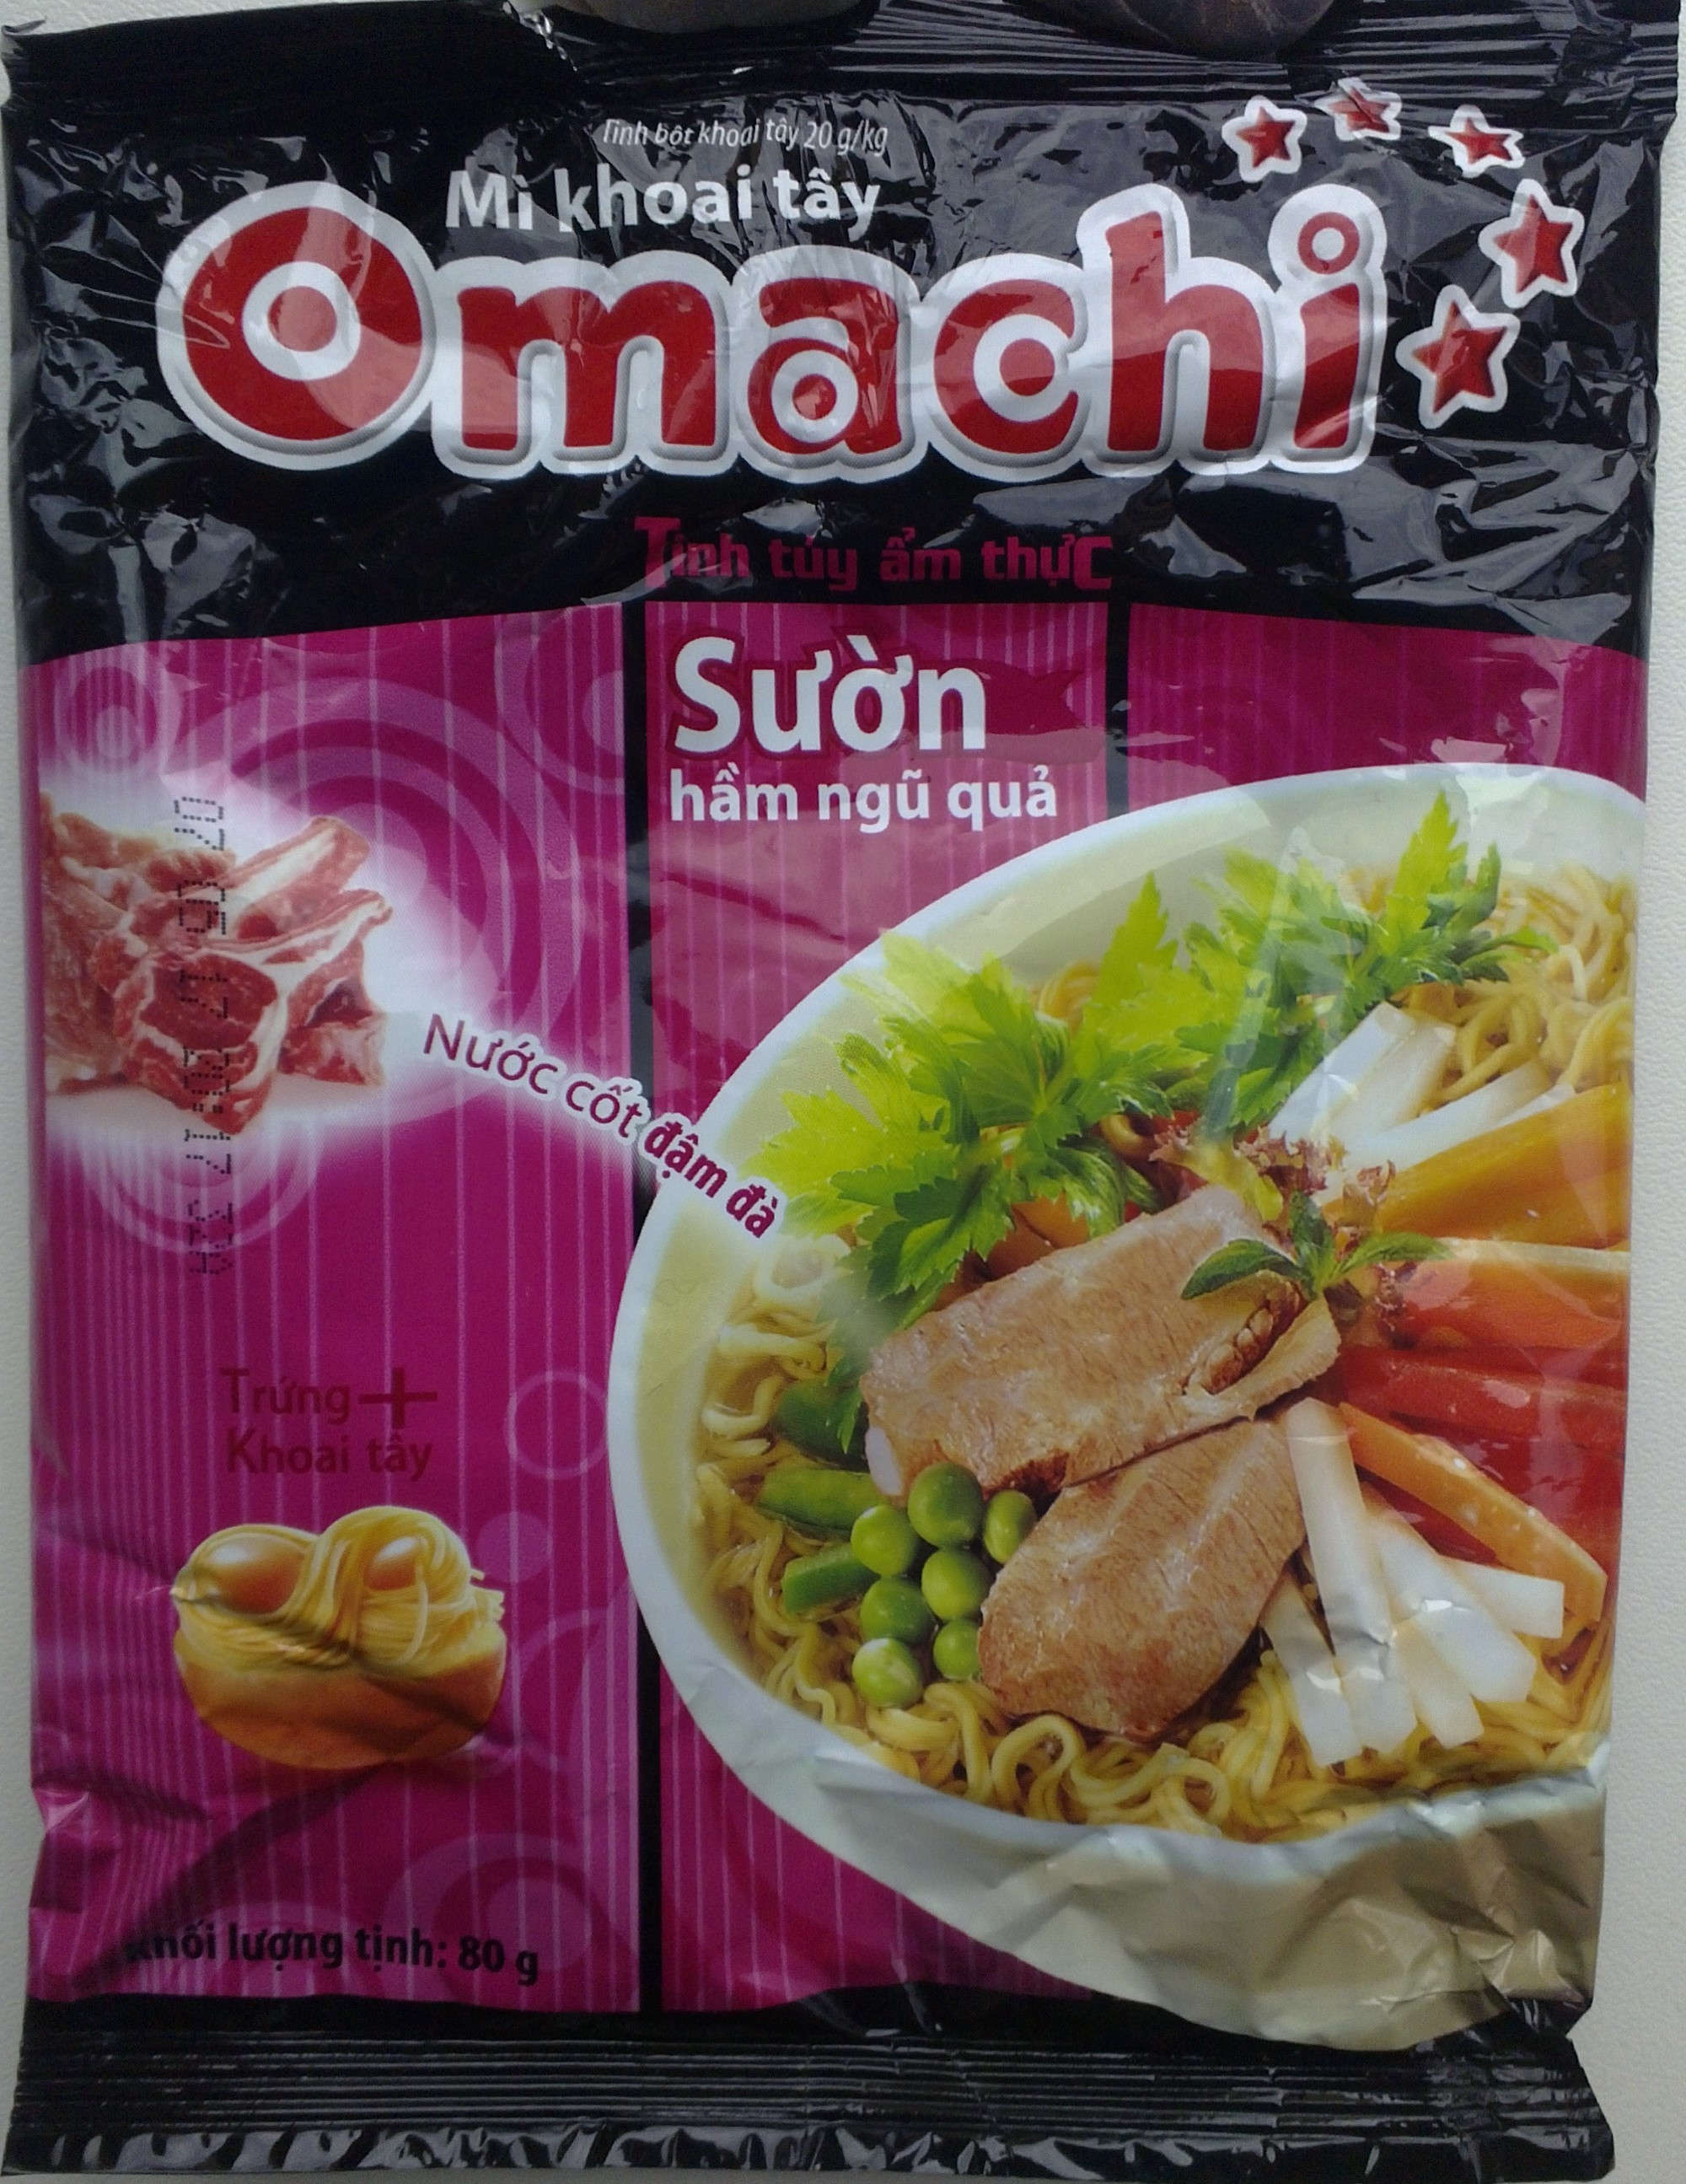 Tinh bột khoai tây 20 g/kg
Mì khoai tây
Omachi
Tinh túy ẩm thực
Sườn
hầm ngũ quả
Nước cốt đậm đà
Trứng +
Khoai tây
Khối lượng tịnh: 80 g